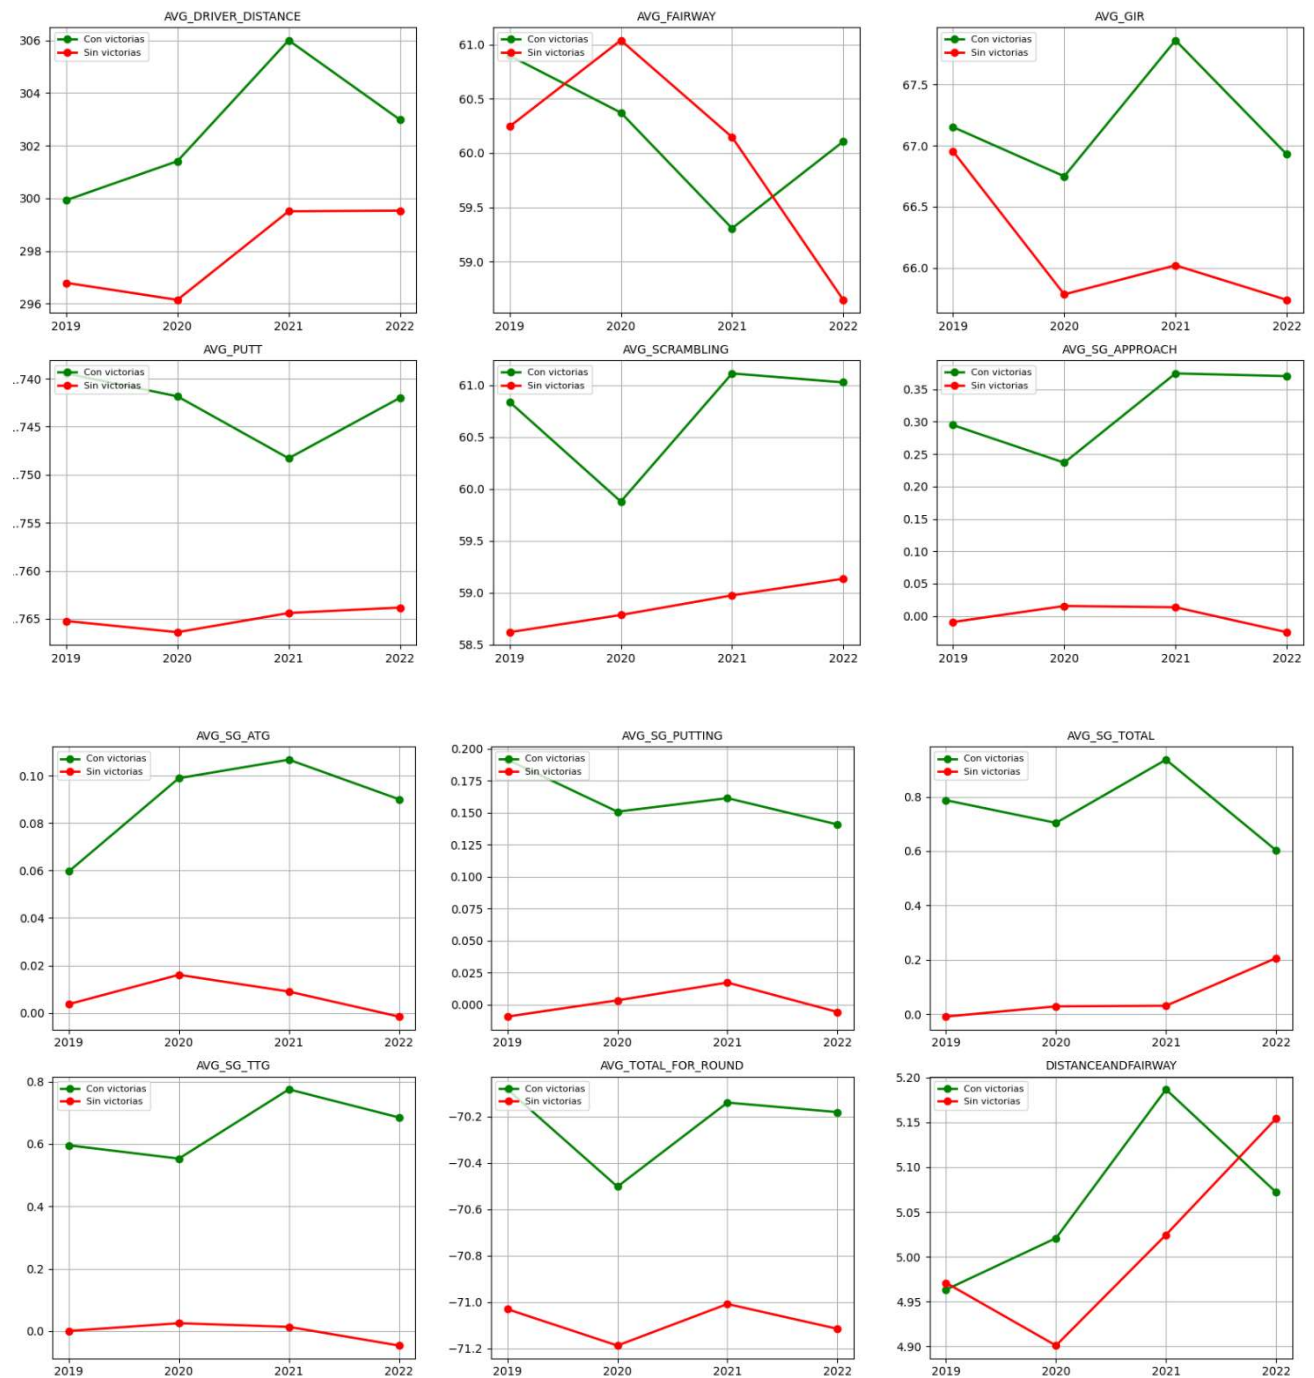 AVG_DRIVER_DISTANCE
Con victorias
Sin victorias
306
304
302
300
298
296
2019 2020 2021 2022
AVG_FAIRWAY
Con victorias
Sin victorias
61.0
60.5
60.0
59.5
59.0
2019 2020 2021 2022
AVG_GIR
Con victorias
Sin victorias
67.5
67.0
66.5
66.0
2019 2020 2021 2022
AVG_PUTT
Con victorias
Sin victorias
.740
.745
.750
.755
.760
.765
2019 2020 2021 2022
AVG_SCRAMBLING
Con victorias
Sin victorias
61.0
60.5
60.0
59.5
59.0
58.5
2019 2020 2021 2022
AVG_SG_APPROACH
Con victorias
Sin victorias
0.35
0.30
0.25
0.20
0.15
0.10
0.05
0.00
2019 2020 2021 2022
AVG_SG_ATG
Con victorias
Sin victorias
0.10
0.08
0.06
0.04
0.02
0.00
2019 2020 2021 2022
AVG_SG_PUTTING
Con victorias
Sin victorias
0.200
0.175
0.150
0.125
0.100
0.075
0.050
0.025
0.000
2019 2020 2021 2022
AVG_SG_TOTAL
Con victorias
Sin victorias
0.8
0.6
0.4
0.2
0.0
2019 2020 2021 2022
AVG_SG_TTG
Con victorias
Sin victorias
0.8
0.6
0.4
0.2
0.0
2019 2020 2021 2022
AVG_TOTAL_FOR_ROUND
Con victorias
Sin victorias
−70.2
−70.4
−70.6
−70.8
−71.0
−71.2
2019 2020 2021 2022
DISTANCEANDFAIRWAY
Con victorias
Sin victorias
5.20
5.15
5.10
5.05
5.00
4.95
4.90
2019 2020 2021 2022